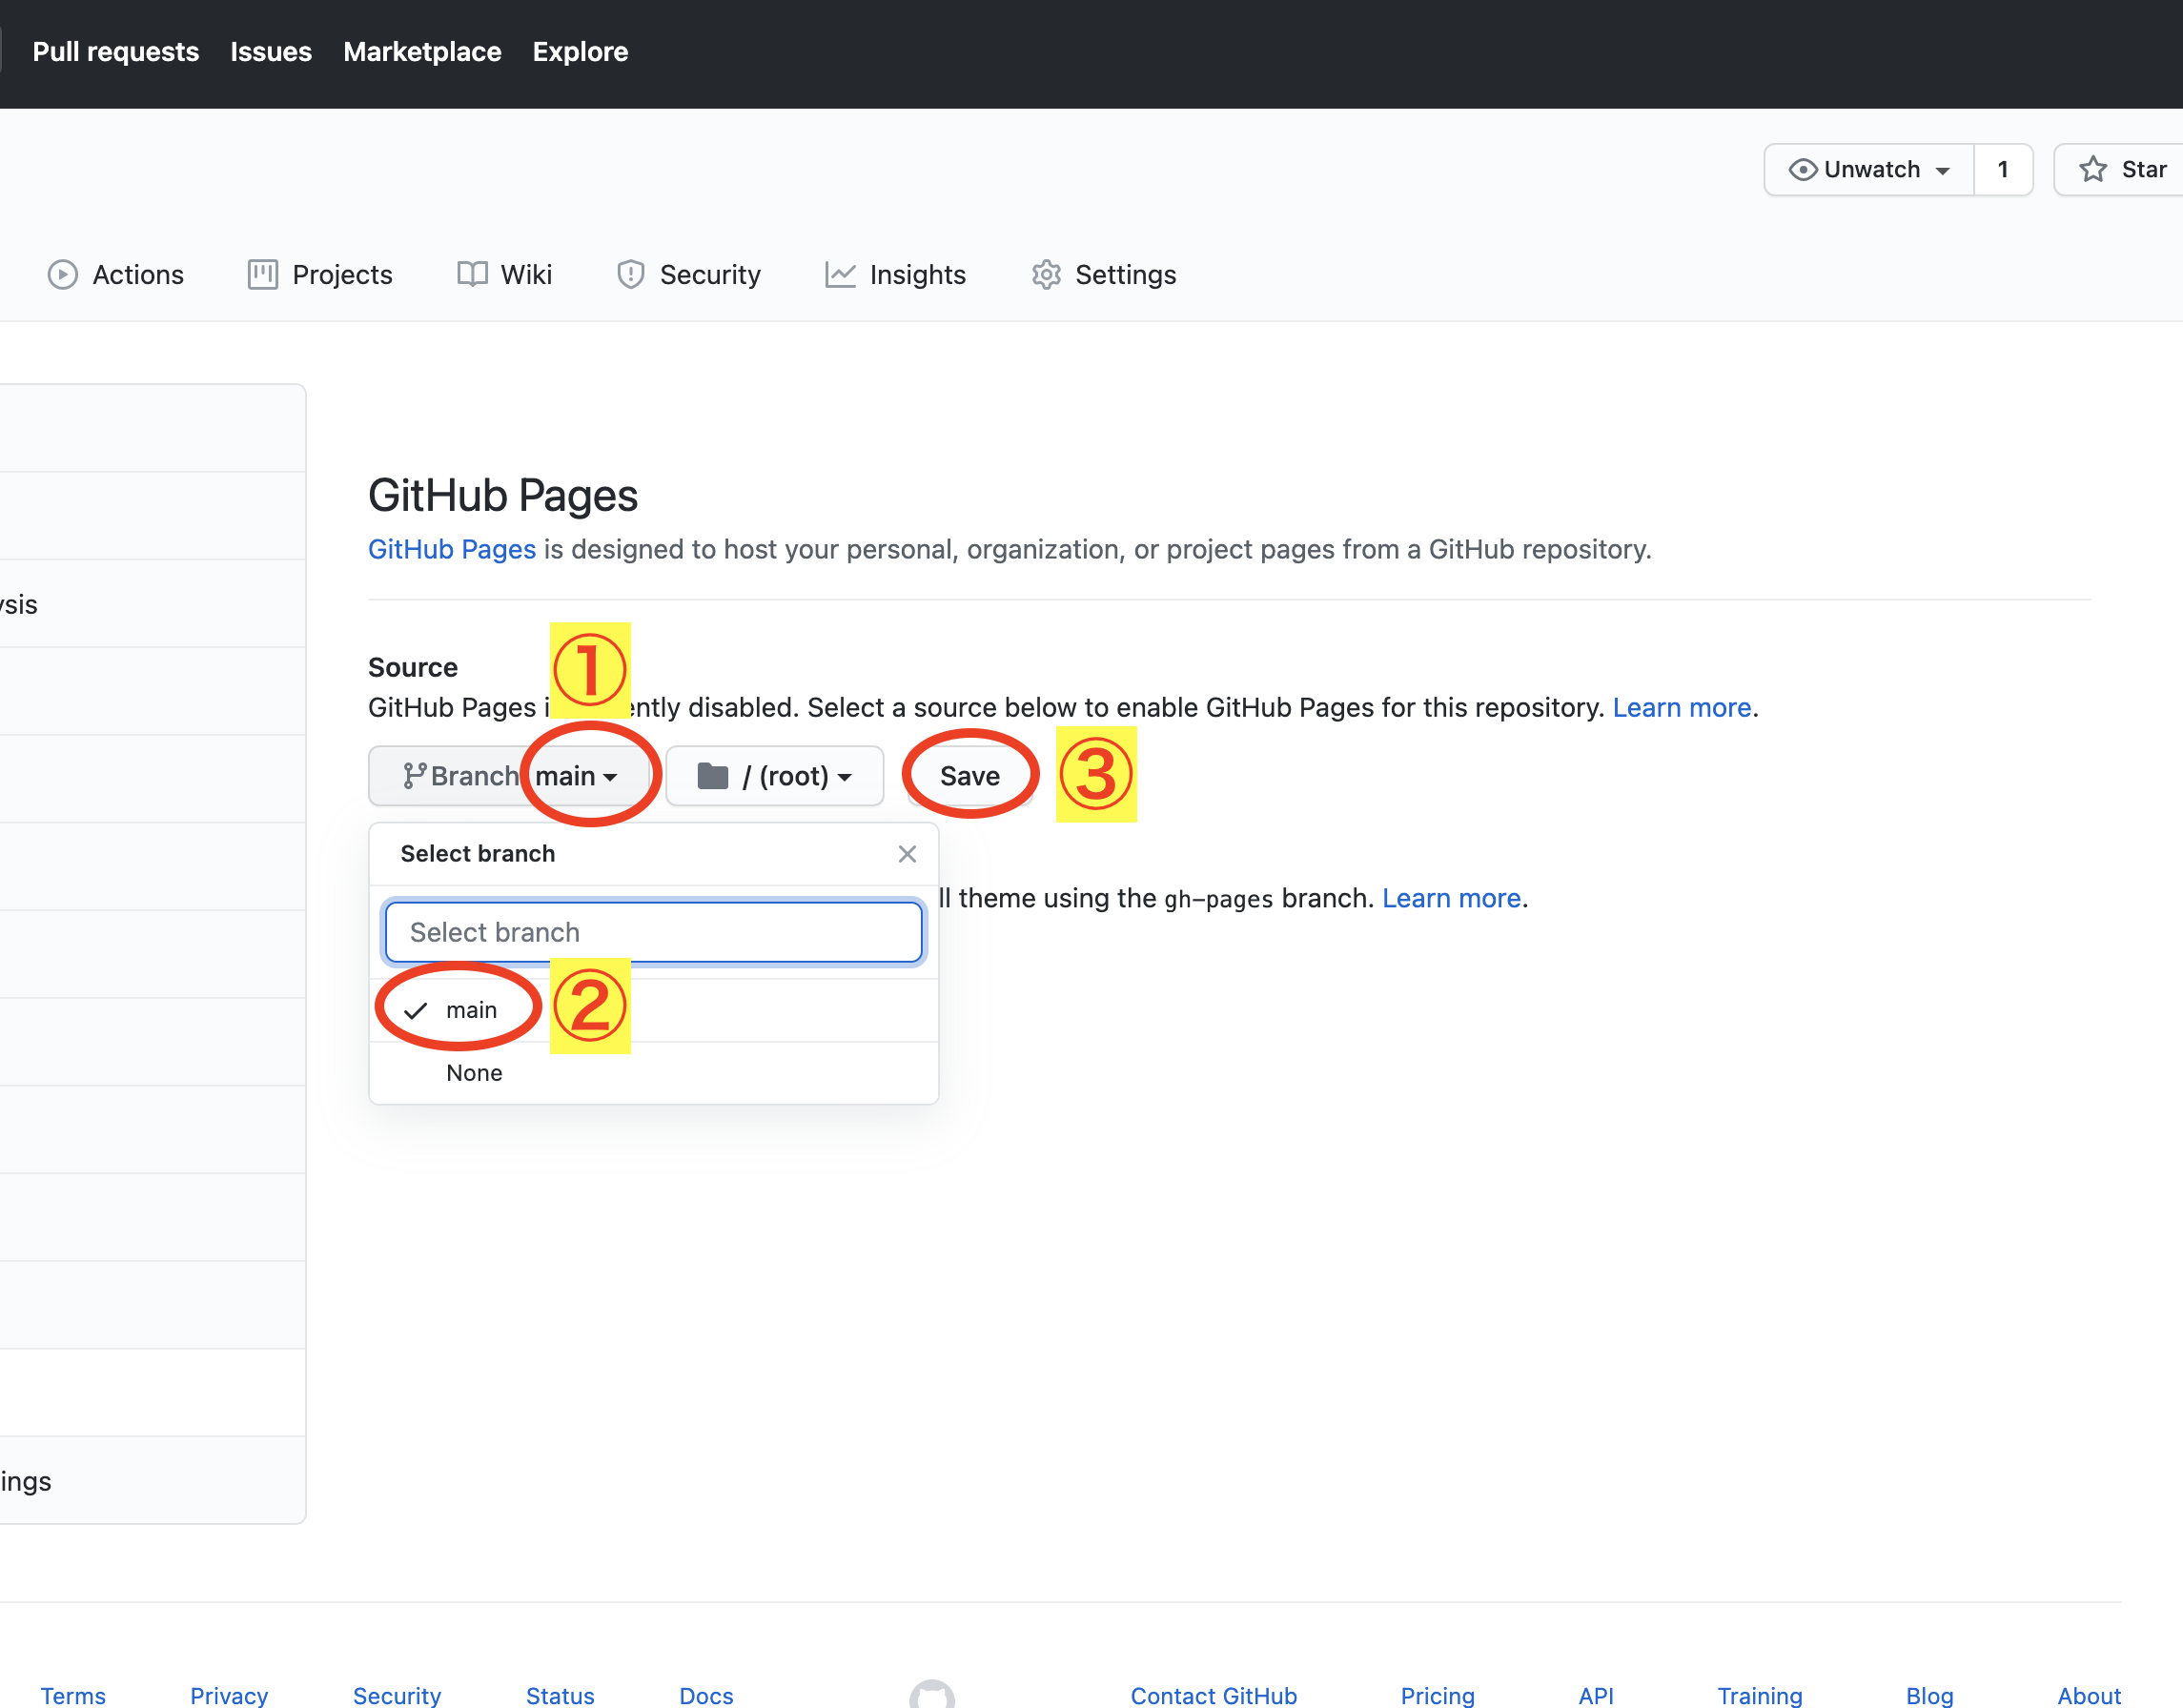 Pull requests Issues Marketplace Explore
Unwatch 1 Star
Actions Projects Wiki Security Insights Settings
GitHub Pages
GitHub Pages is designed to host your personal, organization, or project pages from a GitHub repository.
ysis
①
Source
GitHub Pages i ently disabled. Select a source below to enable GitHub Pages for this repository. Learn more.
Branch main / (root) Save ③
Select branch
ll theme using the gh-pages branch. Learn more.
Select branch
main ②
None
ings
Terms Privacy Security Status Docs Contact GitHub Pricing API Training Blog About